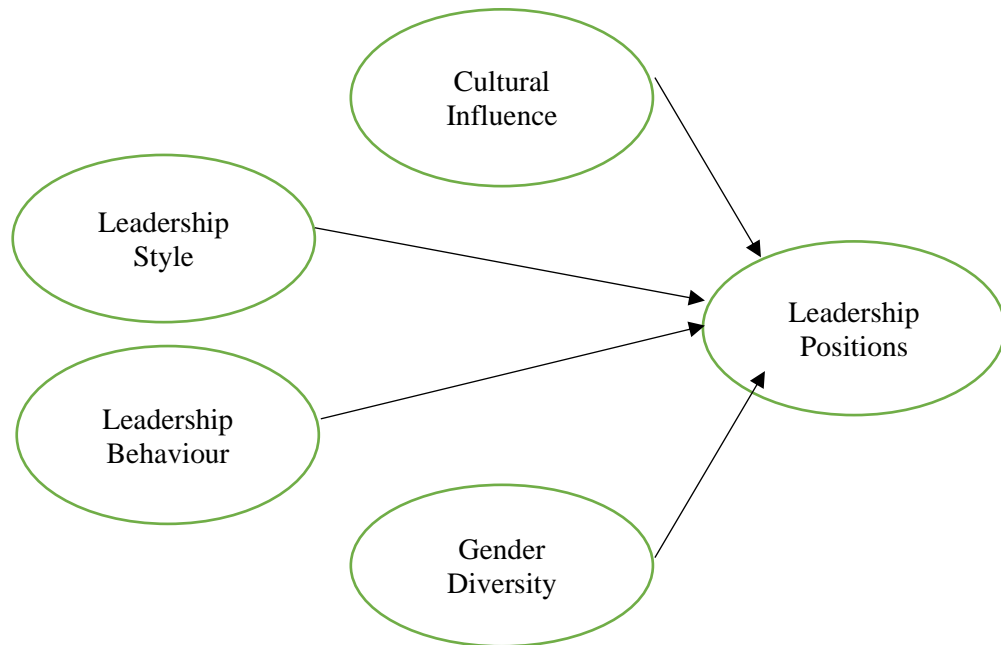 Cultural
Influence
Leadership
Style
Leadership
Positions
Leadership
Behaviour
Gender
Diversity